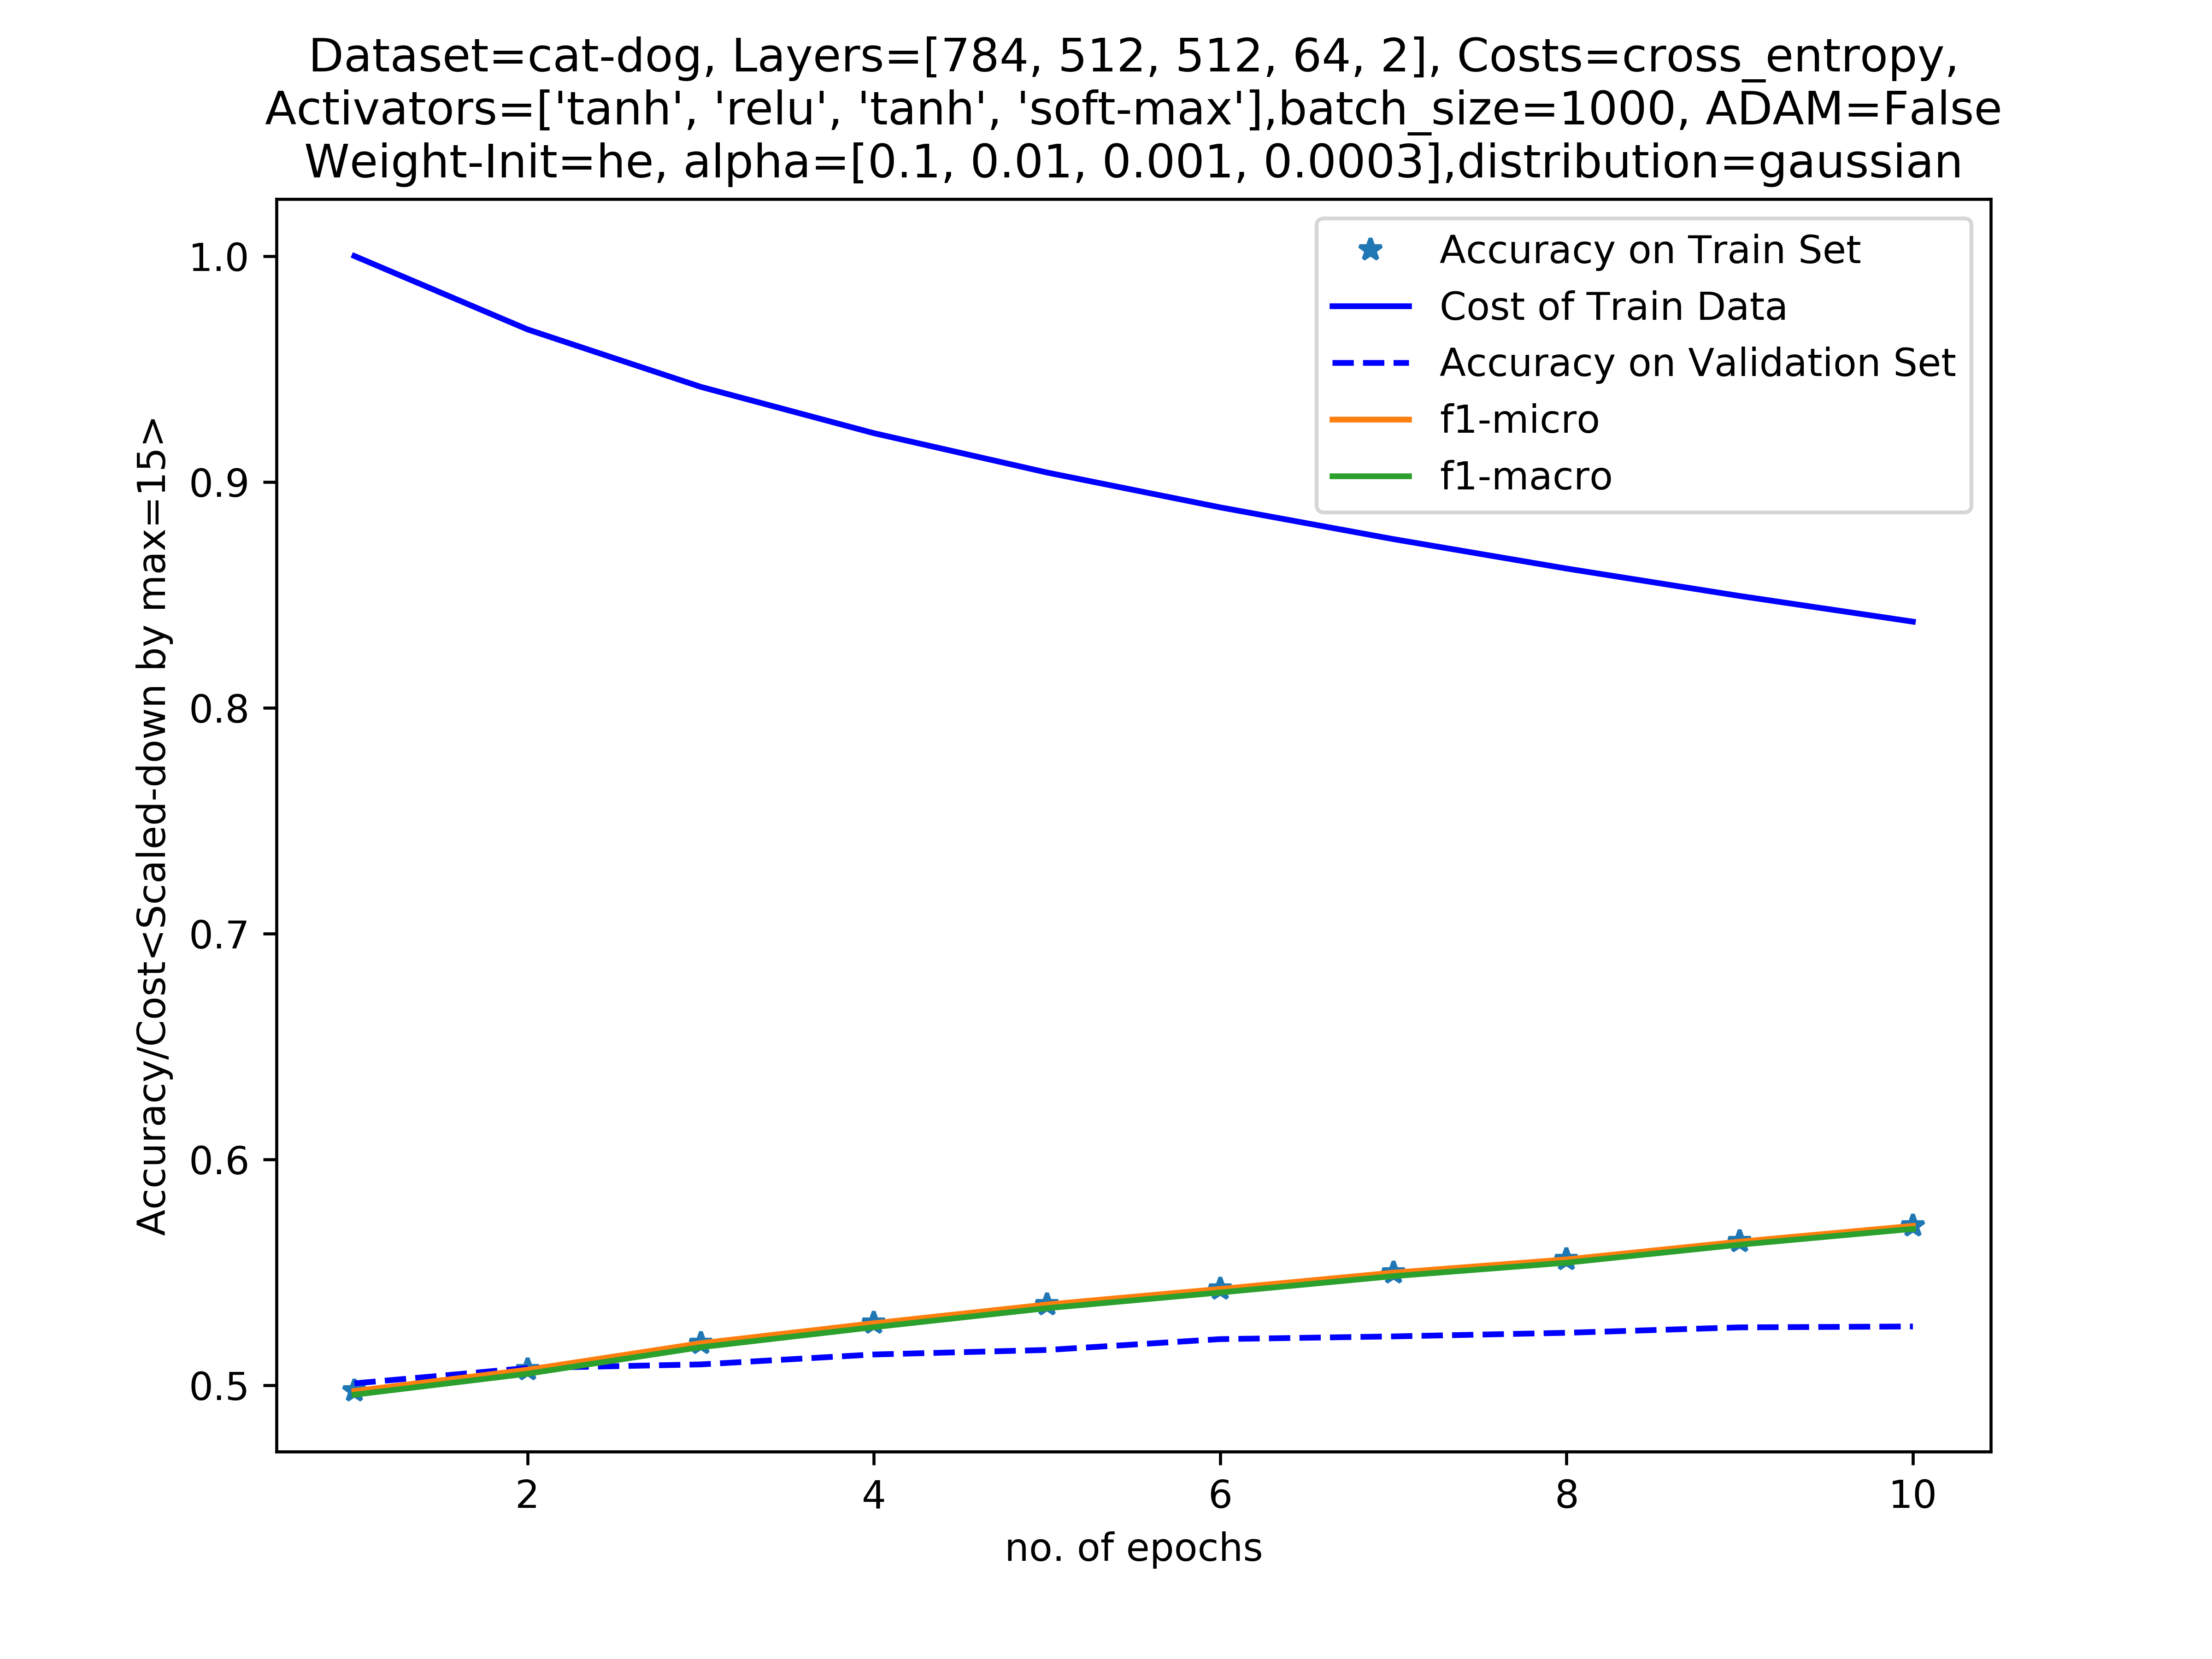 Dataset=cat-dog, Layers=[784, 512, 512, 64, 2], Costs=cross_entropy,
Activators=['tanh', 'relu', 'tanh', 'soft-max'],batch_size=1000, ADAM=False
Weight-Init=he, alpha=[0.1, 0.01, 0.001, 0.0003],distribution=gaussian
Accuracy on Train Set
Cost of Train Data
Accuracy on Validation Set
f1-micro
f1-macro
Accuracy/Cost<Scaled-down by max=15>
1.0
0.9
0.8
0.7
0.6
0.5
2 4 6 8 10
no. of epochs